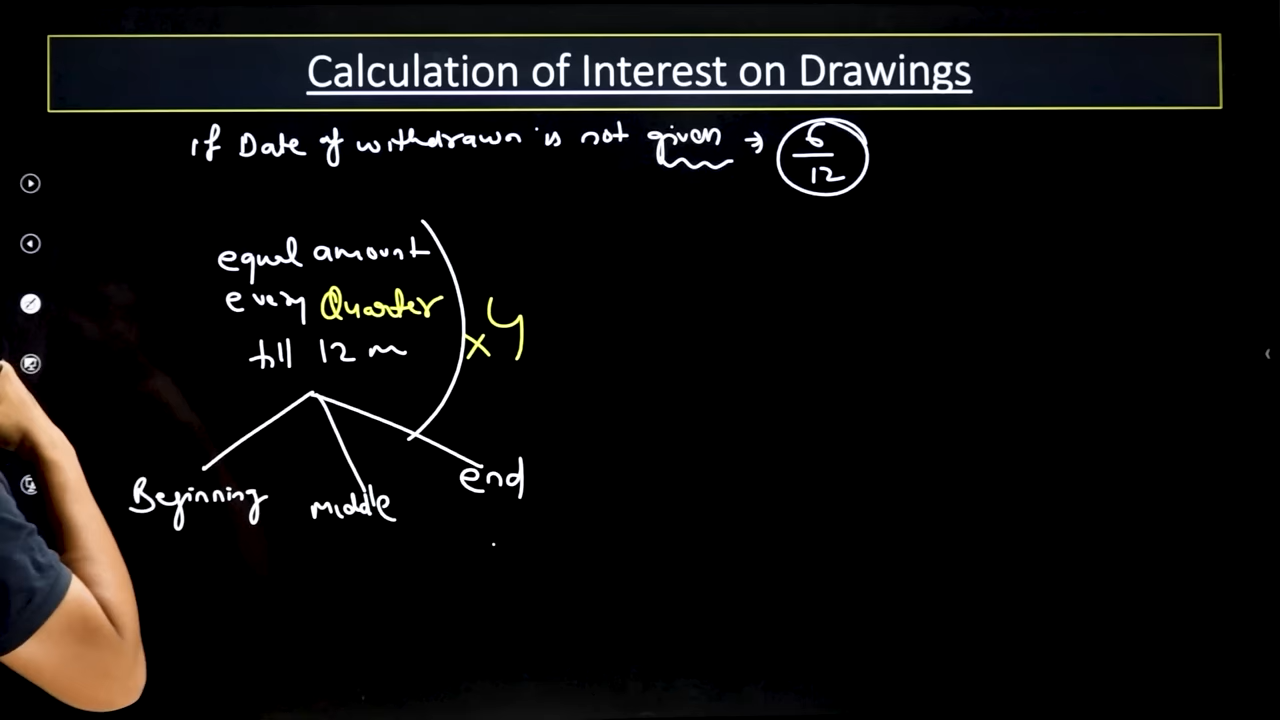 Calculation of Interest on Drawings
if Date of withdrawn is not given → 6/12
equal amount
every Quarter
till 12 m
x 4
Beginning
middle
end